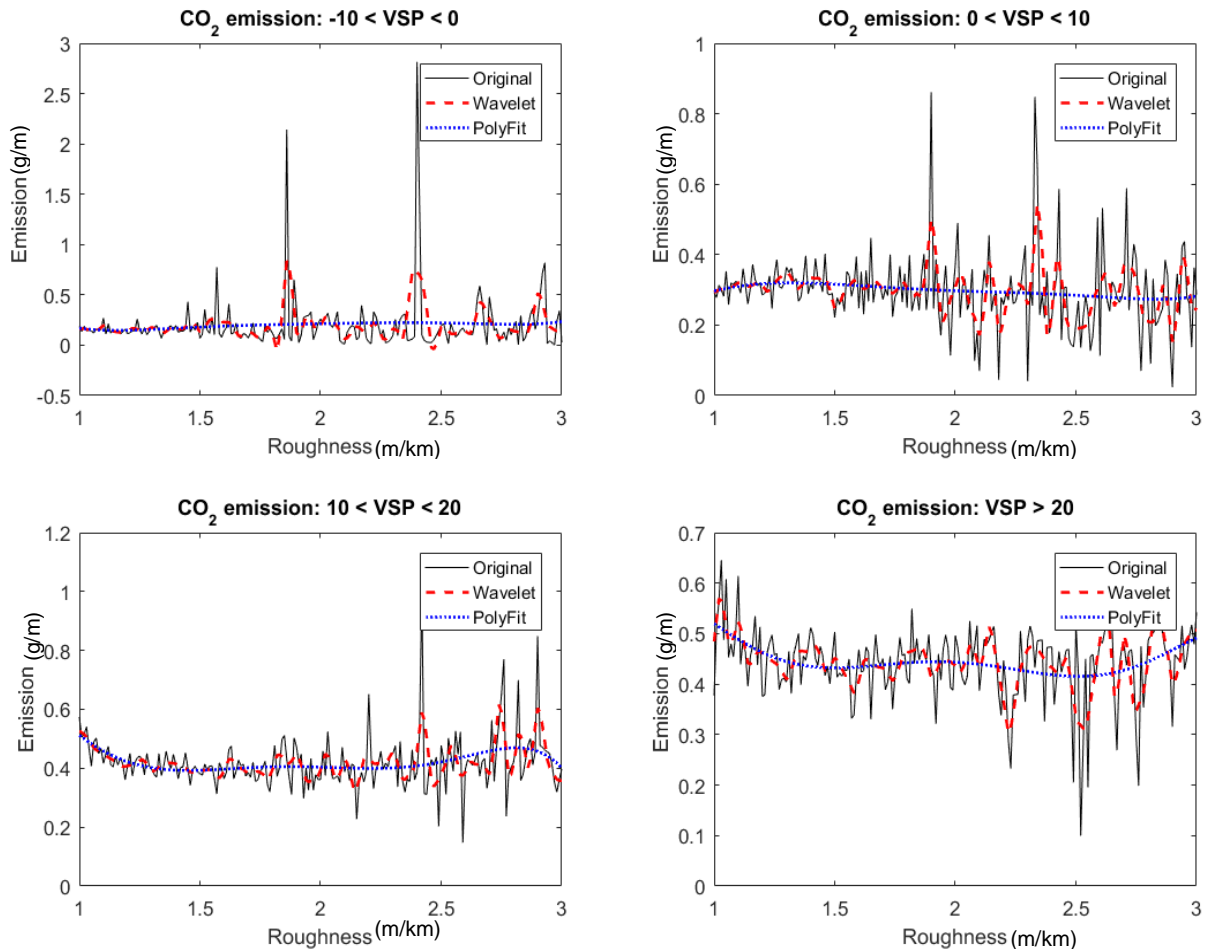 CO2 emission: -10 < VSP < 0
3
2.5
2
1.5
1
0.5
0
-0.5
Emission (g/m)
Original
Wavelet
PolyFit
1 1.5 2 2.5 3
Roughness (m/km)
CO2 emission: 0 < VSP < 10
1
0.8
0.6
0.4
0.2
0
Emission (g/m)
Original
Wavelet
PolyFit
1 1.5 2 2.5 3
Roughness (m/km)
CO2 emission: 10 < VSP < 20
1.2
1
0.8
0.6
0.4
0.2
0
Emission (g/m)
Original
Wavelet
PolyFit
1 1.5 2 2.5 3
Roughness (m/km)
CO2 emission: VSP > 20
0.7
0.6
0.5
0.4
0.3
0.2
0.1
0
Emission (g/m)
Original
Wavelet
PolyFit
1 1.5 2 2.5 3
Roughness (m/km)